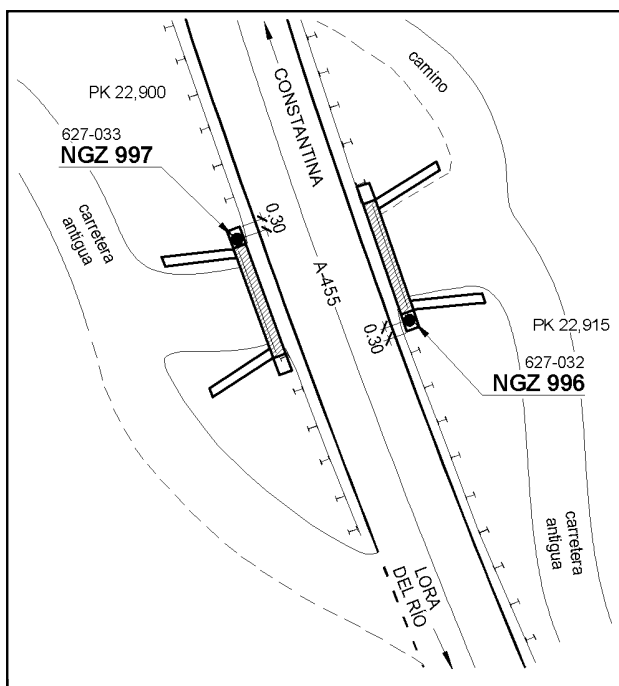 camino
CONSTANTINA
PK 22,900
627-033
NGZ 997
0.30
carretera
antigua
A-455
0.30
PK 22,915
627-032
NGZ 996
carretera
antigua
LORA
DEL RÍO